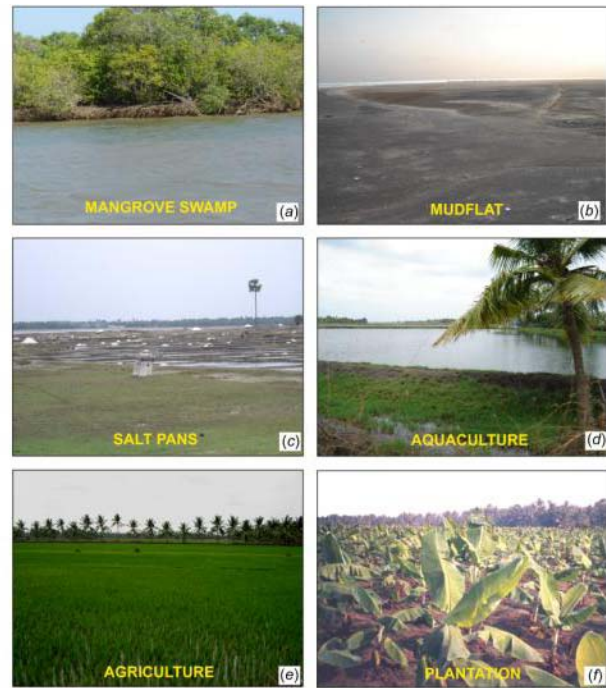 MANGROVE SWAMP (a)
MUDFLAT (b)
SALT PANS (c)
AQUACULTURE (d)
AGRICULTURE (e)
PLANTATION (f)